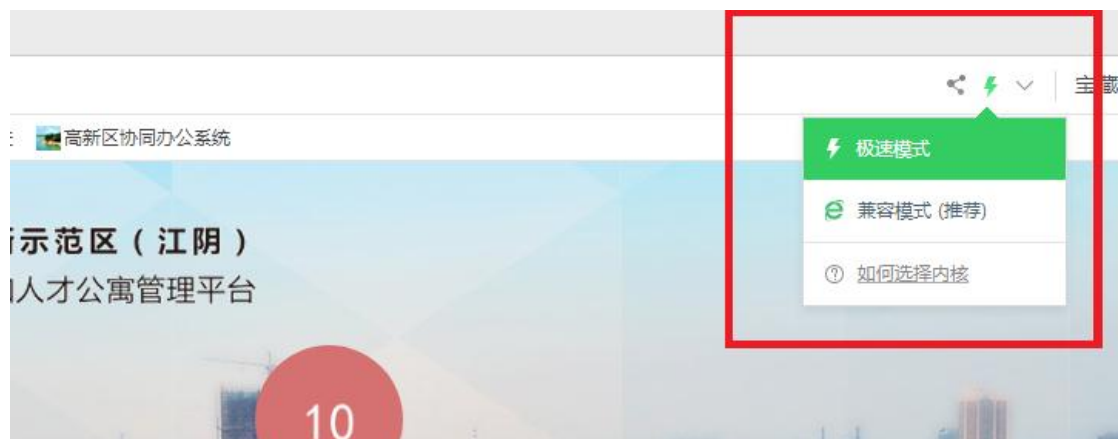 宝藏
高新区协同办公系统
极速模式
兼容模式 (推荐)
如何选择内核
示范区（江阴）
人才公寓管理平台
10